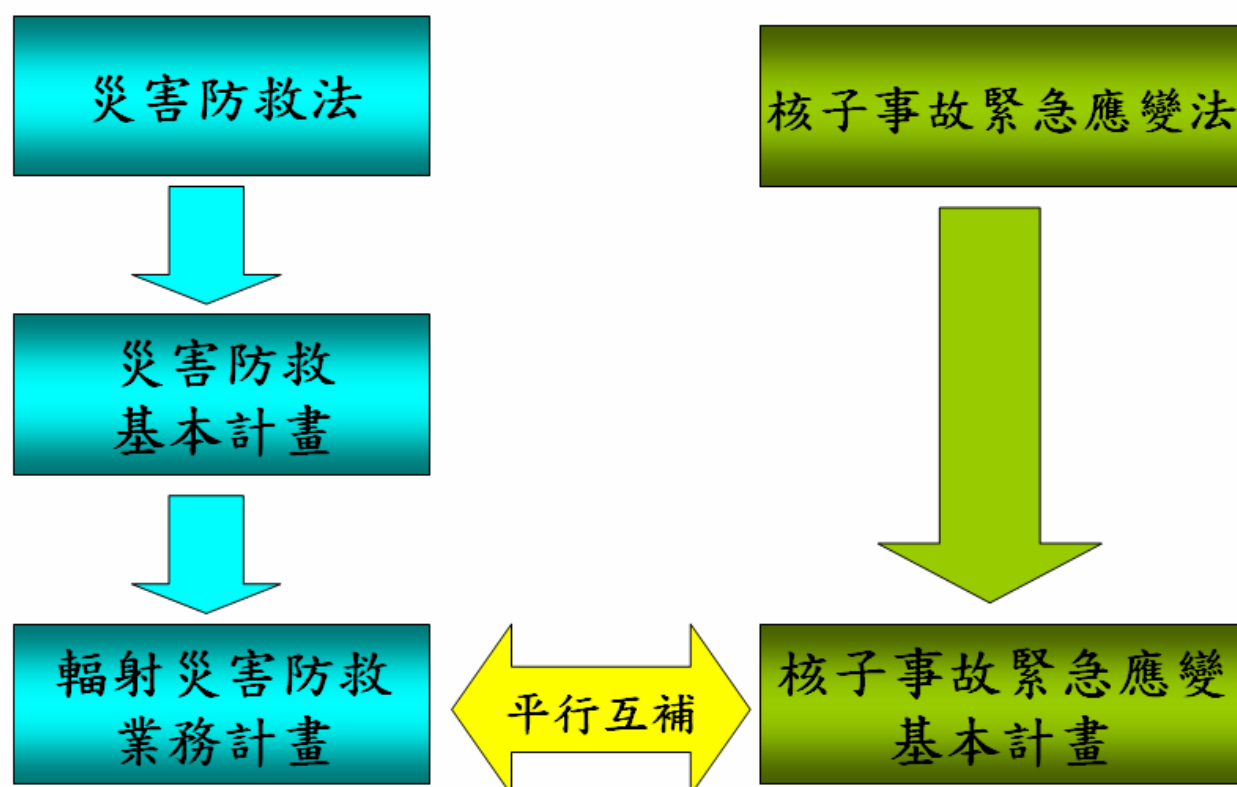 災害防救法
核子事故緊急應變法
災害防救
基本計畫
輻射災害防救
業務計畫
平行互補
核子事故緊急應變
基本計畫